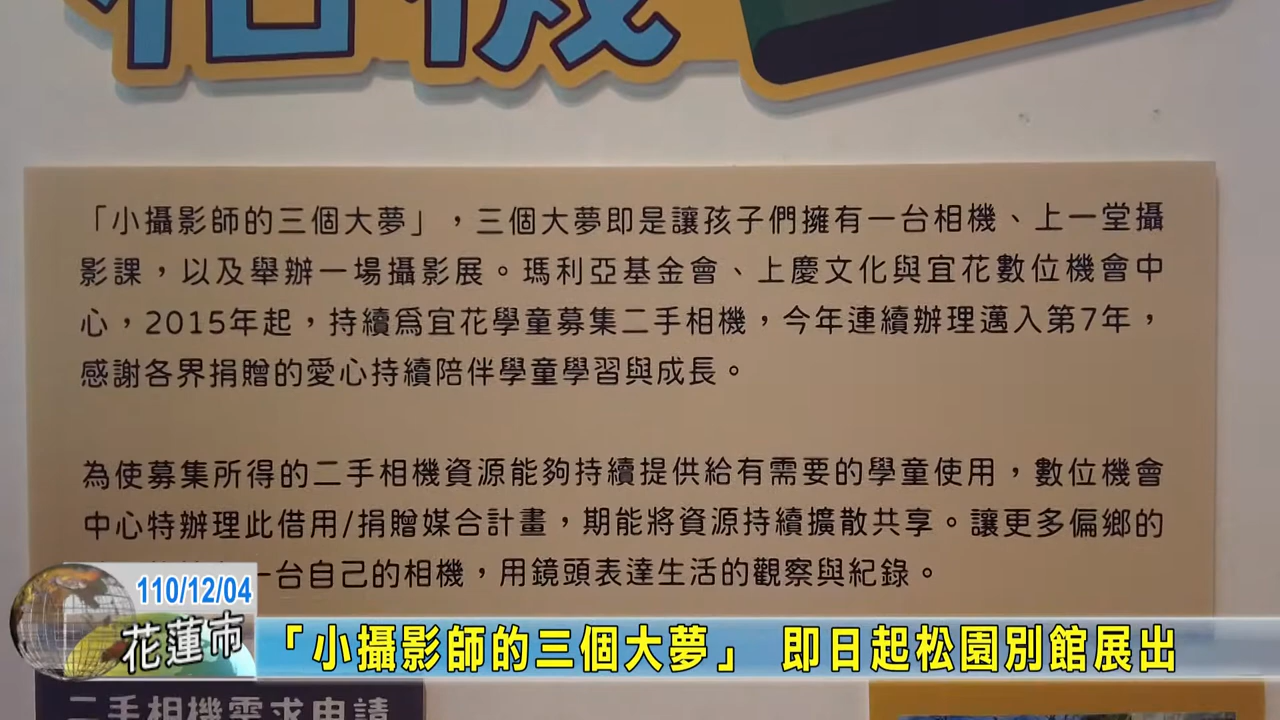 相機
「小攝影師的三個大夢」，三個大夢即是讓孩子們擁有一台相機、上一堂攝
影課，以及舉辦一場攝影展。瑪利亞基金會、上慶文化與宜花數位機會中
心，2015年起，持續為宜花學童募集二手相機，今年連續辦理邁入第7年，
感謝各界捐贈的愛心持續陪伴學童學習與成長。
為使募集所得的二手相機資源能夠持續提供給有需要的學童使用，數位機會
中心特辦理此借用/捐贈媒合計畫，期能將資源持續擴散共享。讓更多偏鄉的
一台自己的相機，用鏡頭表達生活的觀察與紀錄。
110/12/04
花蓮市
「小攝影師的三個大夢」 即日起松園別館展出
二手相機需求申請